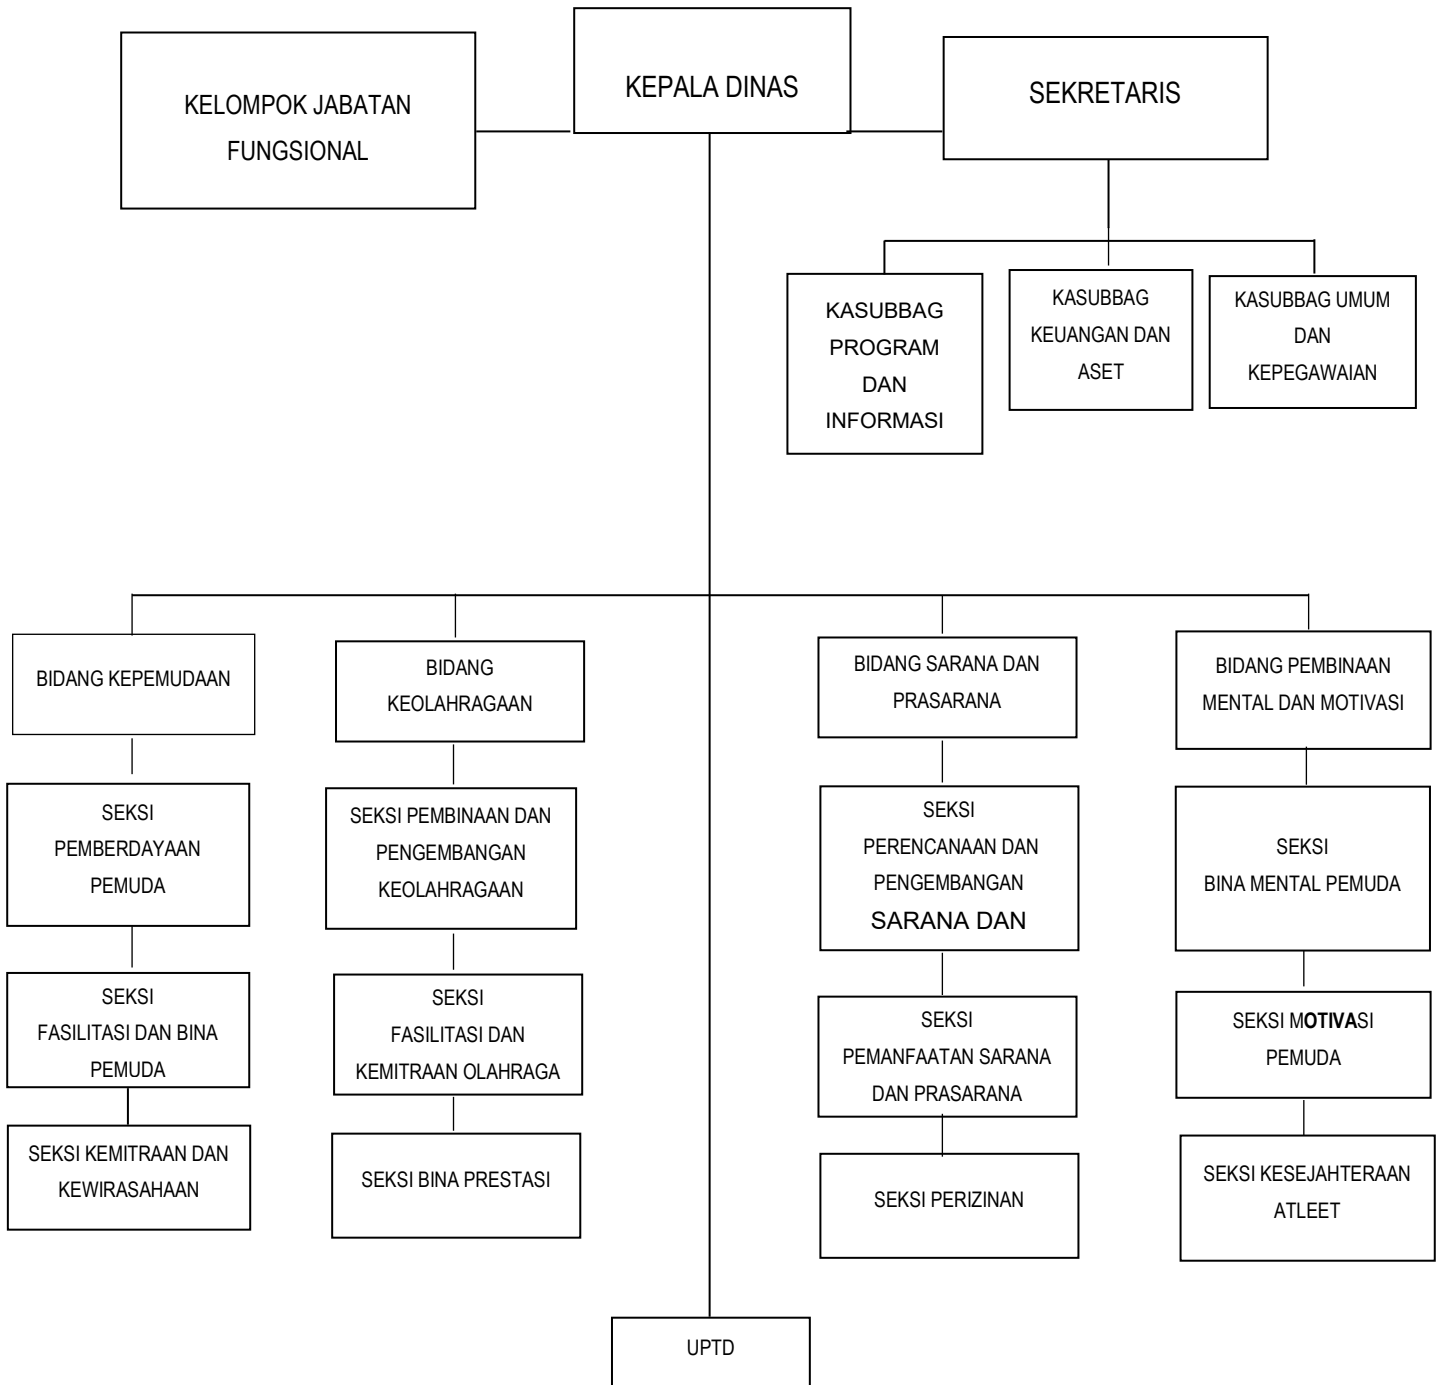 KELOMPOK JABATAN
FUNGSIONAL
KEPALA DINAS
SEKRETARIS
KASUBBAG
PROGRAM
DAN
INFORMASI
KASUBBAG
KEUANGAN DAN
ASET
KASUBBAG UMUM
DAN
KEPEGAWAIAN
BIDANG KEPEMUDAAN
BIDANG
KEOLAHRAGAAN
BIDANG SARANA DAN
PRASARANA
BIDANG PEMBINAAN
MENTAL DAN MOTIVASI
SEKSI
PEMBERDAYAAN
PEMUDA
SEKSI PEMBINAAN DAN
PENGEMBANGAN
KEOLAHRAGAAN
SEKSI
PERENCANAAN DAN
PENGEMBANGAN
SARANA DAN
SEKSI
BINA MENTAL PEMUDA
SEKSI
FASILITASI DAN BINA
PEMUDA
SEKSI
FASILITASI DAN
KEMITRAAN OLAHRAGA
SEKSI
PEMANFAATAN SARANA
DAN PRASARANA
SEKSI MOTIVASI
PEMUDA
SEKSI KEMITRAAN DAN
KEWIRASAHAAN
SEKSI BINA PRESTASI
SEKSI PERIZINAN
SEKSI KESEJAHTERAAN
ATLEET
UPTD